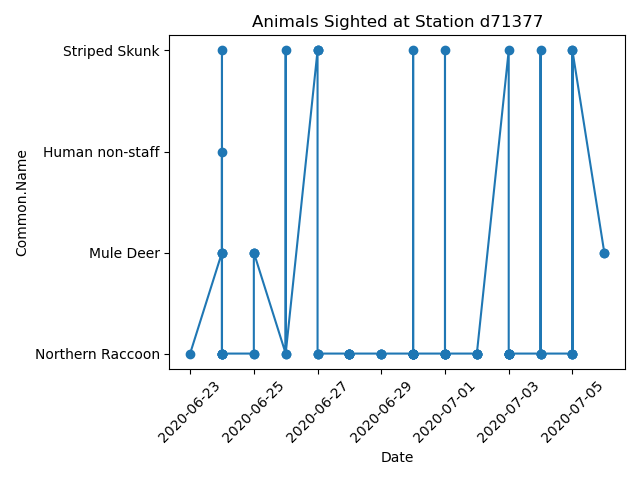 Animals Sighted at Station d71377
Common.Name
Striped Skunk
Human non-staff
Mule Deer
Northern Raccoon
2020-06-23
2020-06-25
2020-06-27
2020-06-29
2020-07-01
2020-07-03
2020-07-05
Date